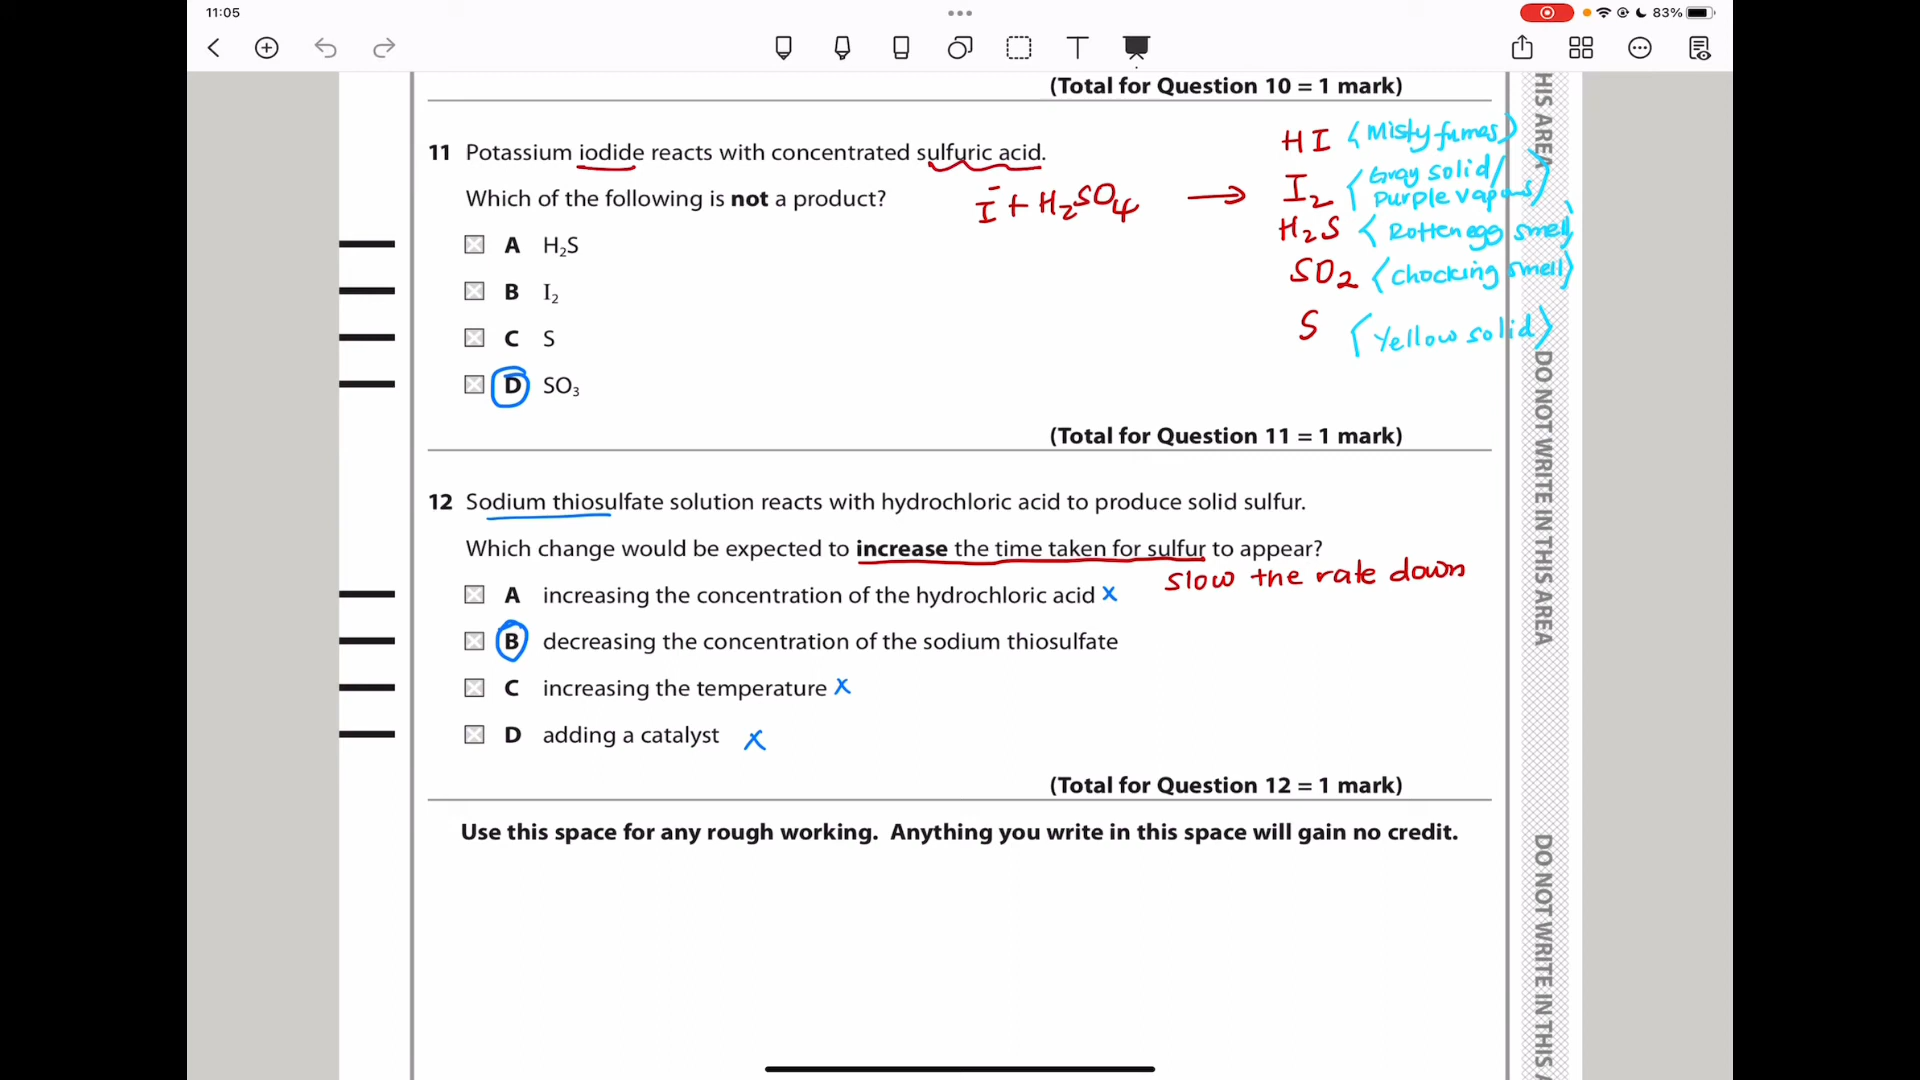 11:05
83%
(Total for Question 10 = 1 mark)
11 Potassium iodide reacts with concentrated sulfuric acid.
Which of the following is not a product?
A H₂S
B I₂
C S
D SO₃
I⁻ + H₂SO₄ →
HI (Misty fumes)
I₂ (Gray solid/
Purple vapours)
H₂S (Rotten egg smell)
SO₂ (chocking smell)
S (Yellow solid)
(Total for Question 11 = 1 mark)
12 Sodium thiosulfate solution reacts with hydrochloric acid to produce solid sulfur.
Which change would be expected to increase the time taken for sulfur to appear?
slow the rate down
A increasing the concentration of the hydrochloric acid x
B decreasing the concentration of the sodium thiosulfate
C increasing the temperature x
D adding a catalyst x
(Total for Question 12 = 1 mark)
Use this space for any rough working. Anything you write in this space will gain no credit.
HIS AREA
DO NOT WRITE IN THIS AREA
DO NOT WRITE IN THIS